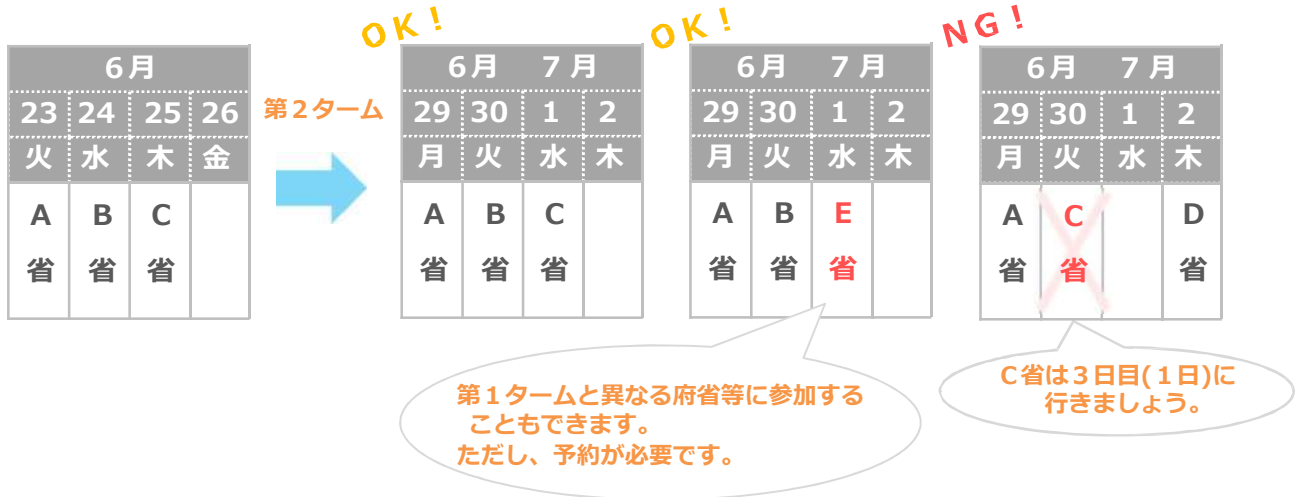 OK!
OK!
NG!
6月
23 24 25 26
火 水 木 金
A B C
省 省 省
第2ターム
6月 7月
29 30 1 2
月 火 水 木
A B C
省 省 省
6月 7月
29 30 1 2
月 火 水 木
A B E
省 省 省
6月 7月
29 30 1 2
月 火 水 木
A C D
省 省 省
第1タームと異なる府省等に参加する
こともできます。
ただし、予約が必要です。
C省は3日目(1日)に
行きましょう。